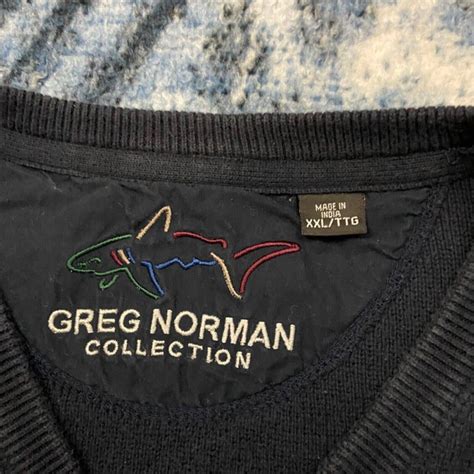 MADE IN
INDIA
XXL/TTG
GREG NORMAN
COLLECTION